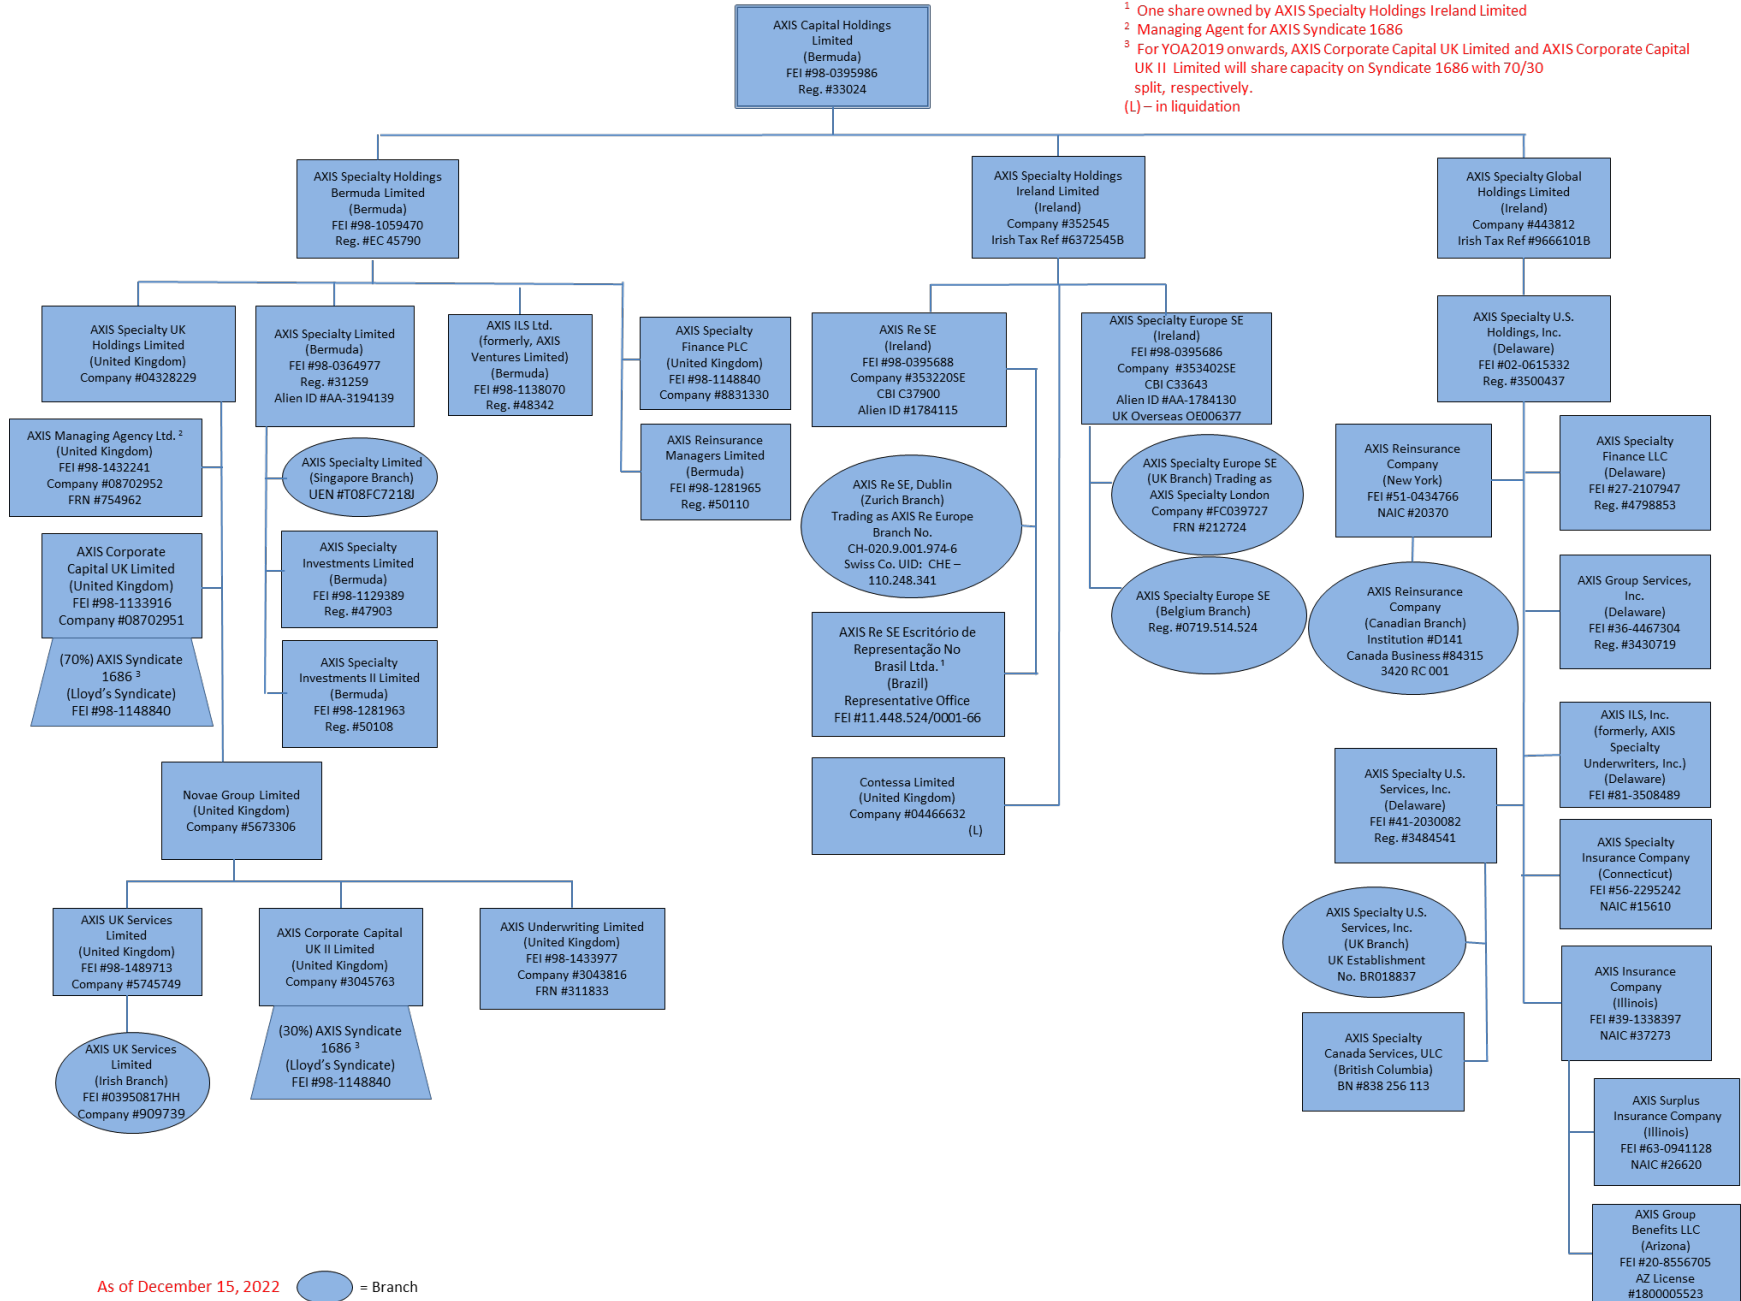 AXIS Capital Holdings
Limited
(Bermuda)
FEI #98-0395986
Reg. #33024
1 One share owned by AXIS Specialty Holdings Ireland Limited
2 Managing Agent for AXIS Syndicate 1686
3 For YOA2019 onwards, AXIS Corporate Capital UK Limited and AXIS Corporate Capital
UK II Limited will share capacity on Syndicate 1686 with 70/30
split, respectively.
(L) – in liquidation
AXIS Specialty Holdings
Bermuda Limited
(Bermuda)
FEI #98-1059470
Reg. #EC 45790
AXIS Specialty Holdings
Ireland Limited
(Ireland)
Company #352545
Irish Tax Ref #6372545B
AXIS Specialty Global
Holdings Limited
(Ireland)
Company #443812
Irish Tax Ref #9666101B
AXIS Specialty UK
Holdings Limited
(United Kingdom)
Company #04328229
AXIS Specialty Limited
(Bermuda)
FEI #98-0364977
Reg. #31259
Alien ID #AA-3194139
AXIS ILS Ltd.
(formerly, AXIS
Ventures Limited)
(Bermuda)
FEI #98-1138070
Reg. #48342
AXIS Specialty
Finance PLC
(United Kingdom)
FEI #98-1148840
Company #8831330
AXIS Re SE
(Ireland)
FEI #98-0395688
Company #353220SE
CBI C37900
Alien ID #1784115
AXIS Specialty Europe SE
(Ireland)
FEI #98-0395686
Company #353402SE
CBI C33643
Alien ID #AA-1784130
UK Overseas OE006377
AXIS Specialty U.S.
Holdings, Inc.
(Delaware)
FEI #02-0615332
Reg. #3500437
AXIS Managing Agency Ltd. 2
(United Kingdom)
FEI #98-1432241
Company #08702952
FRN #754962
AXIS Specialty Limited
(Singapore Branch)
UEN #T08FC7218J
AXIS Reinsurance
Managers Limited
(Bermuda)
FEI #98-1281965
Reg. #50110
AXIS Re SE, Dublin
(Zurich Branch)
Trading as AXIS Re Europe
Branch No.
CH-020.9.001.974-6
Swiss Co. UID: CHE –
110.248.341
AXIS Specialty Europe SE
(UK Branch) Trading as
AXIS Specialty London
Company #FC039727
FRN #212724
AXIS Reinsurance
Company
(New York)
FEI #51-0434766
NAIC #20370
AXIS Specialty
Finance LLC
(Delaware)
FEI #27-2107947
Reg. #4798853
AXIS Corporate
Capital UK Limited
(United Kingdom)
FEI #98-1133916
Company #08702951
(70%) AXIS Syndicate
1686 3
(Lloyd's Syndicate)
FEI #98-1148840
AXIS Specialty
Investments Limited
(Bermuda)
FEI #98-1129389
Reg. #47903
AXIS Specialty
Investments II Limited
(Bermuda)
FEI #98-1281963
Reg. #50108
AXIS Re SE Escritório de
Representação No
Brasil Ltda. 1
(Brazil)
Representative Office
FEI #11.448.524/0001-66
AXIS Specialty Europe SE
(Belgium Branch)
Reg. #0719.514.524
AXIS Reinsurance
Company
(Canadian Branch)
Institution #D141
Canada Business #84315
3420 RC 001
AXIS Group Services,
Inc.
(Delaware)
FEI #36-4467304
Reg. #3430719
Novae Group Limited
(United Kingdom)
Company #5673306
Contessa Limited
(United Kingdom)
Company #04466632
(L)
AXIS Specialty U.S.
Services, Inc.
(Delaware)
FEI #41-2030082
Reg. #3484541
AXIS ILS, Inc.
(formerly, AXIS
Specialty
Underwriters, Inc.)
(Delaware)
FEI #81-3508489
AXIS Specialty
Insurance Company
(Connecticut)
FEI #56-2295242
NAIC #15610
AXIS UK Services
Limited
(United Kingdom)
FEI #98-1489713
Company #5745749
AXIS Corporate Capital
UK II Limited
(United Kingdom)
Company #3045763
AXIS Underwriting Limited
(United Kingdom)
FEI #98-1433977
Company #3043816
FRN #311833
AXIS Specialty U.S.
Services, Inc.
(UK Branch)
UK Establishment
No. BR018837
AXIS Insurance
Company
(Illinois)
FEI #39-1338397
NAIC #37273
AXIS UK Services
Limited
(Irish Branch)
FEI #03950817HH
Company #909739
(30%) AXIS Syndicate
1686 3
(Lloyd's Syndicate)
FEI #98-1148840
AXIS Specialty
Canada Services, ULC
(British Columbia)
BN #838 256 113
AXIS Surplus
Insurance Company
(Illinois)
FEI #63-0941128
NAIC #26620
AXIS Group
Benefits LLC
(Arizona)
FEI #20-8556705
AZ License
#1800005523
As of December 15, 2022
= Branch